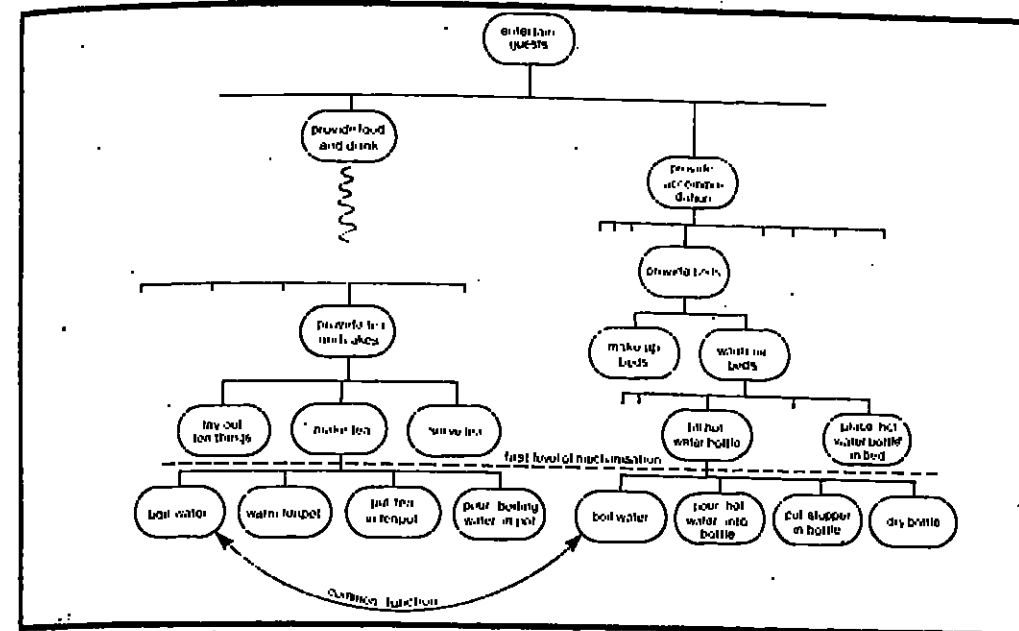 entertain
guests
provide food
and drink
provide
accommo-
dation
provide beds
provide tea
and cakes
make up
beds
warm
beds
lay out
tea things
make tea
serve tea
fill hot
water bottle
place hot
water bottle
in bed
first level of mechanisation
boil water
warm teapot
put tea
in teapot
pour boiling
water in pot
boil water
pour hot
water into
bottle
put stopper
in bottle
dry bottle
common function